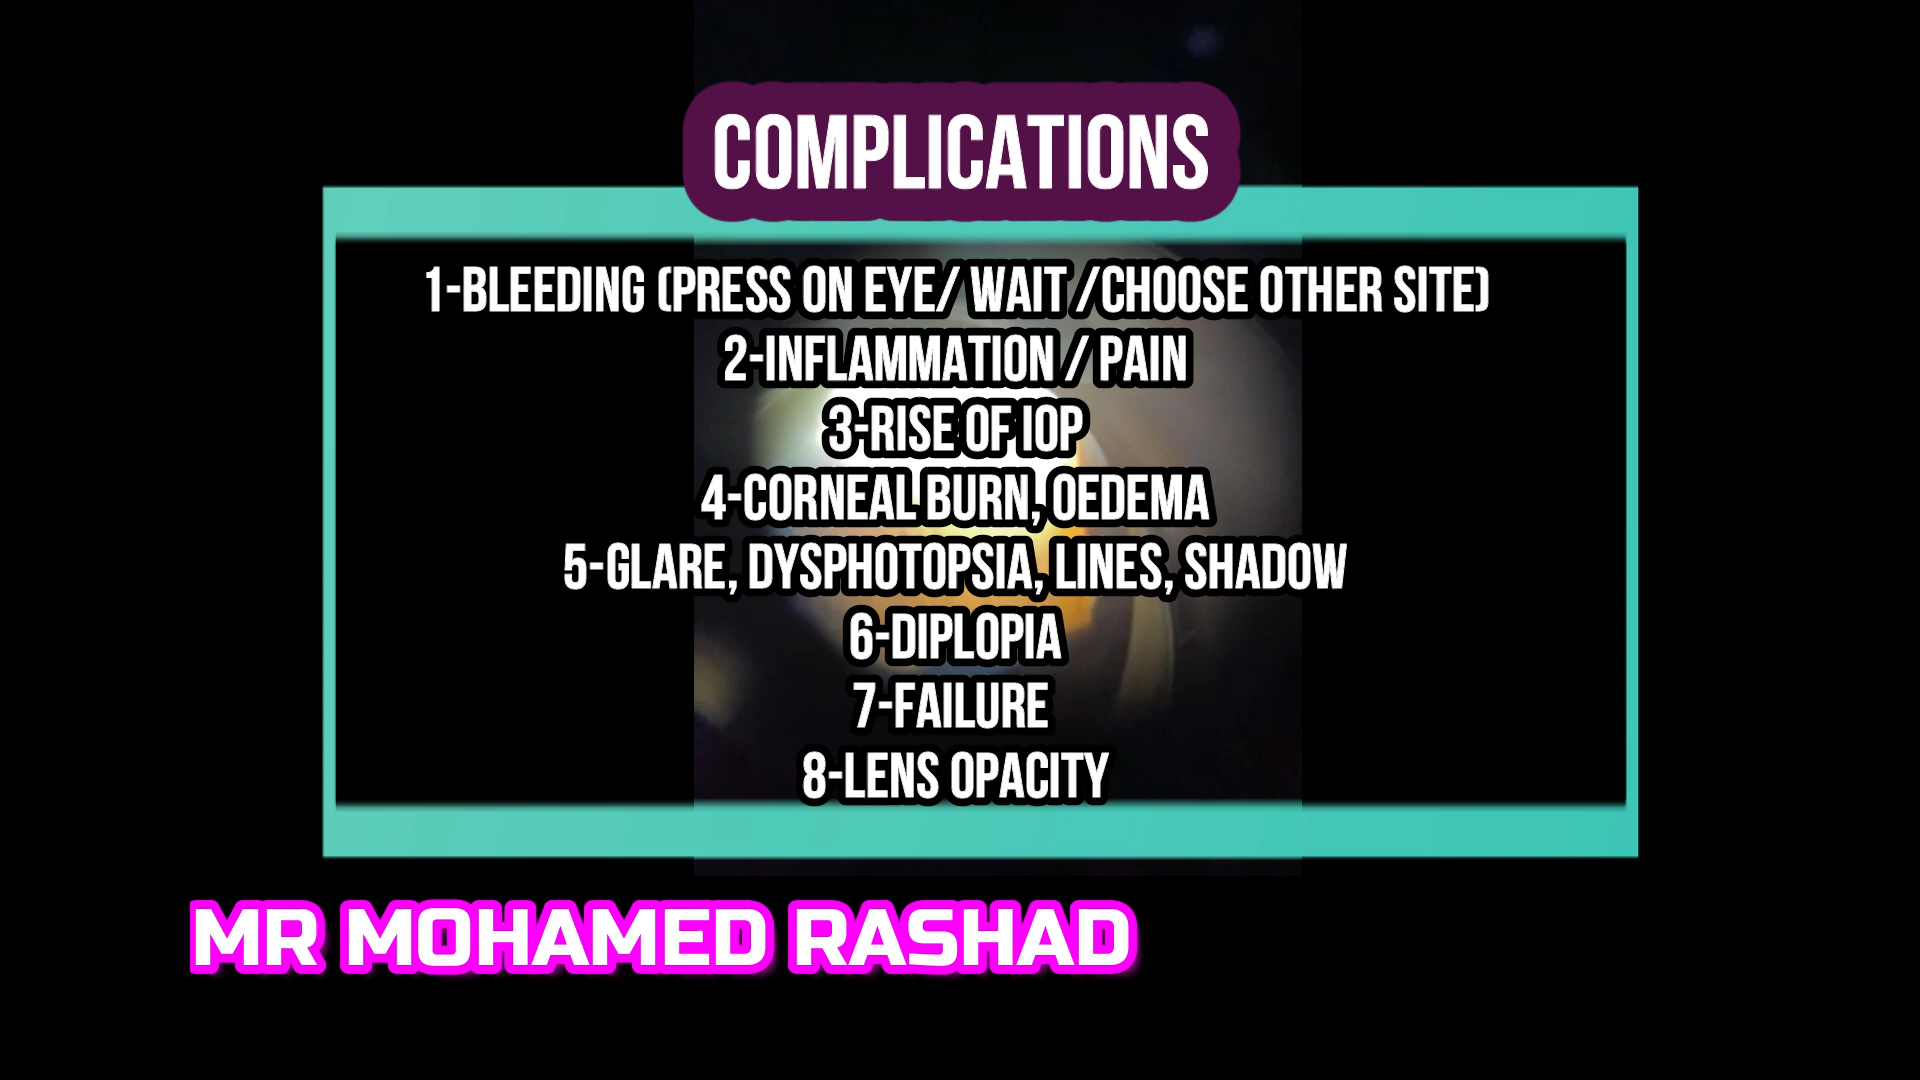 COMPLICATIONS
1-BLEEDING (PRESS ON EYE/ WAIT /CHOOSE OTHER SITE)
2-INFLAMMATION / PAIN
3-RISE OF IOP
4-CORNEAL BURN, OEDEMA
5-GLARE, DYSPHOTOPSIA, LINES, SHADOW
6-DIPLOPIA
7-FAILURE
8-LENS OPACITY
MR MOHAMED RASHAD